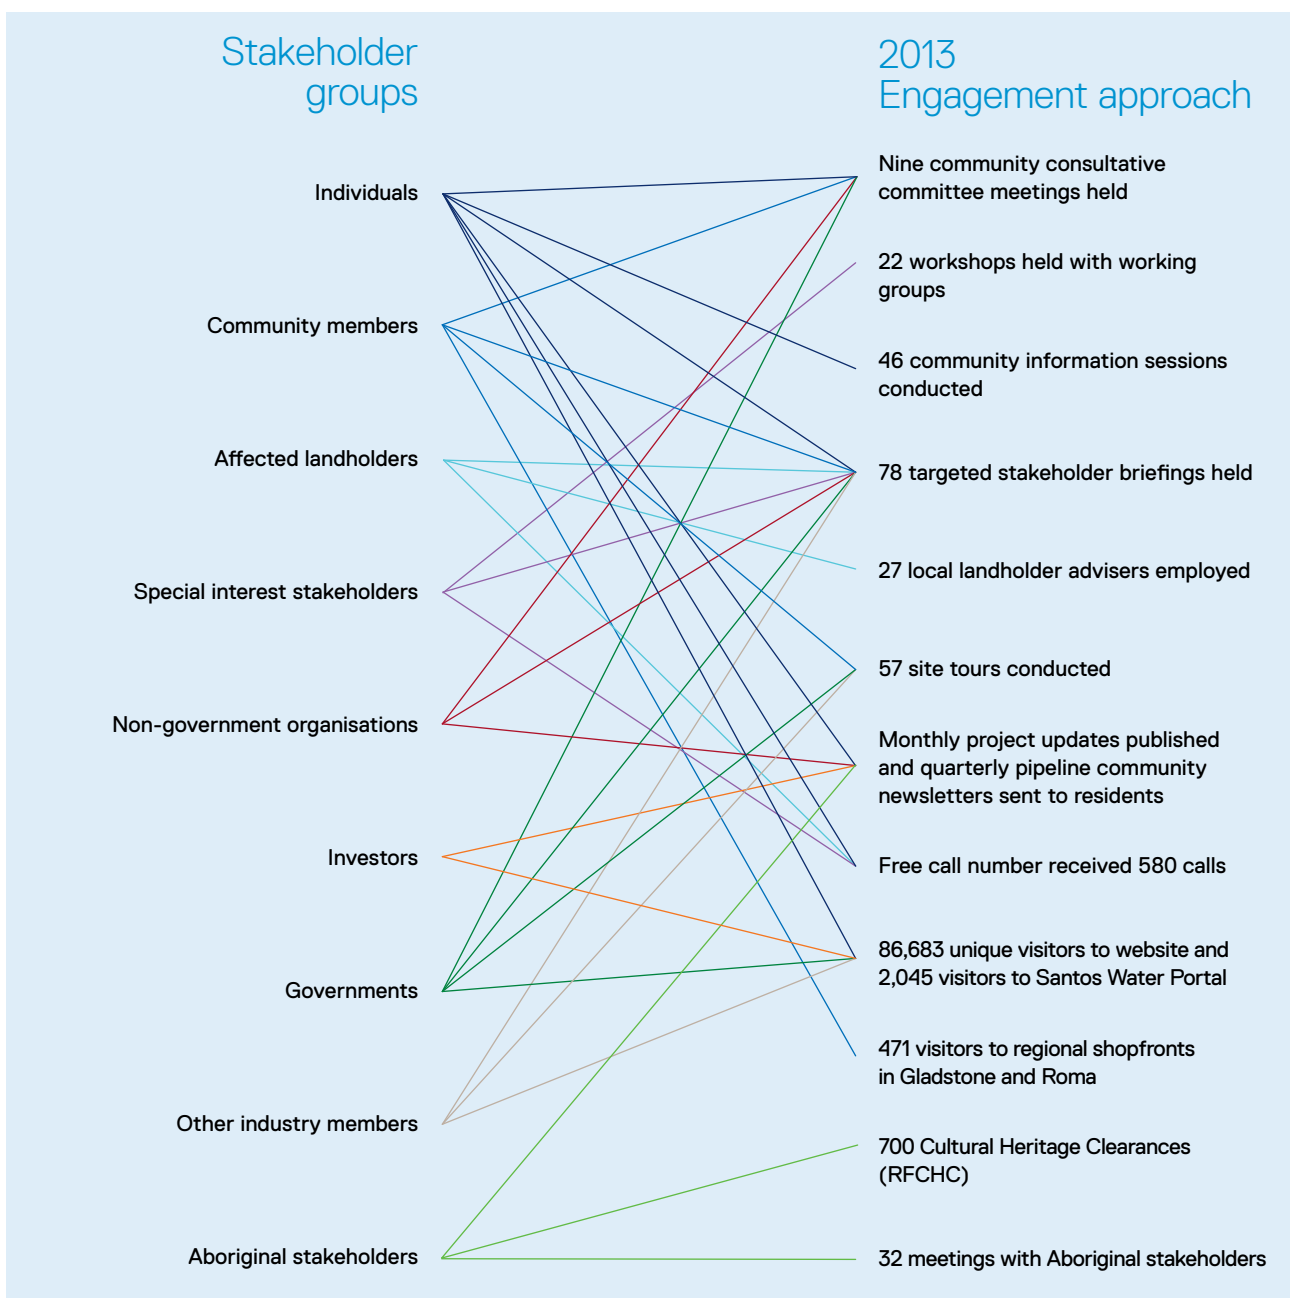 Stakeholder
groups
Individuals
Community members
Affected landholders
Special interest stakeholders
Non-government organisations
Investors
Governments
Other industry members
Aboriginal stakeholders
2013
Engagement approach
Nine community consultative
committee meetings held
22 workshops held with working
groups
46 community information sessions
conducted
78 targeted stakeholder briefings held
27 local landholder advisers employed
57 site tours conducted
Monthly project updates published
and quarterly pipeline community
newsletters sent to residents
Free call number received 580 calls
86,683 unique visitors to website and
2,045 visitors to Santos Water Portal
471 visitors to regional shopfronts
in Gladstone and Roma
700 Cultural Heritage Clearances
(RFCHC)
32 meetings with Aboriginal stakeholders